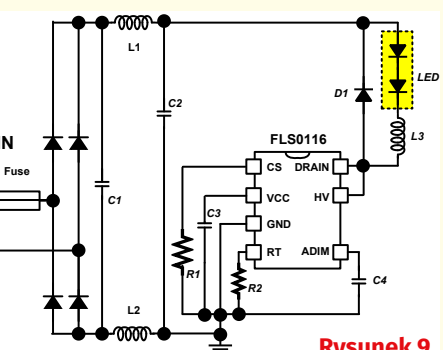 L1
C2
D1
LED
L3
FLS0116
IN
Fuse
C1
CS
DRAIN
VCC
HV
GND
RT
ADIM
C3
R1
R2
C4
L2
Rysunek 9